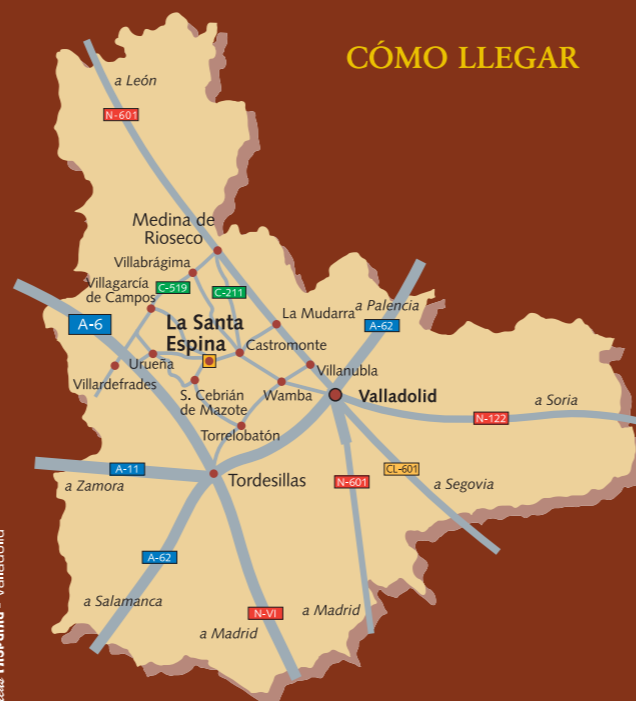 CÓMO LLEGAR
a León
N-601
Medina de
Rioseco
Villabrágima
Villagarcía
de Campos
C-519
C-211
La Mudarra
a Palencia
A-62
A-6
La Santa
Espina
Castromonte
Urueña
Villanubla
Villardefrades
S. Cebrián
de Mazote
Wamba
Valladolid
a Soria
N-122
Torrelobatón
A-11
a Zamora
Tordesillas
N-601
CL-601
a Segovia
A-62
a Salamanca
N-VI
a Madrid
a Madrid
- Valladolid